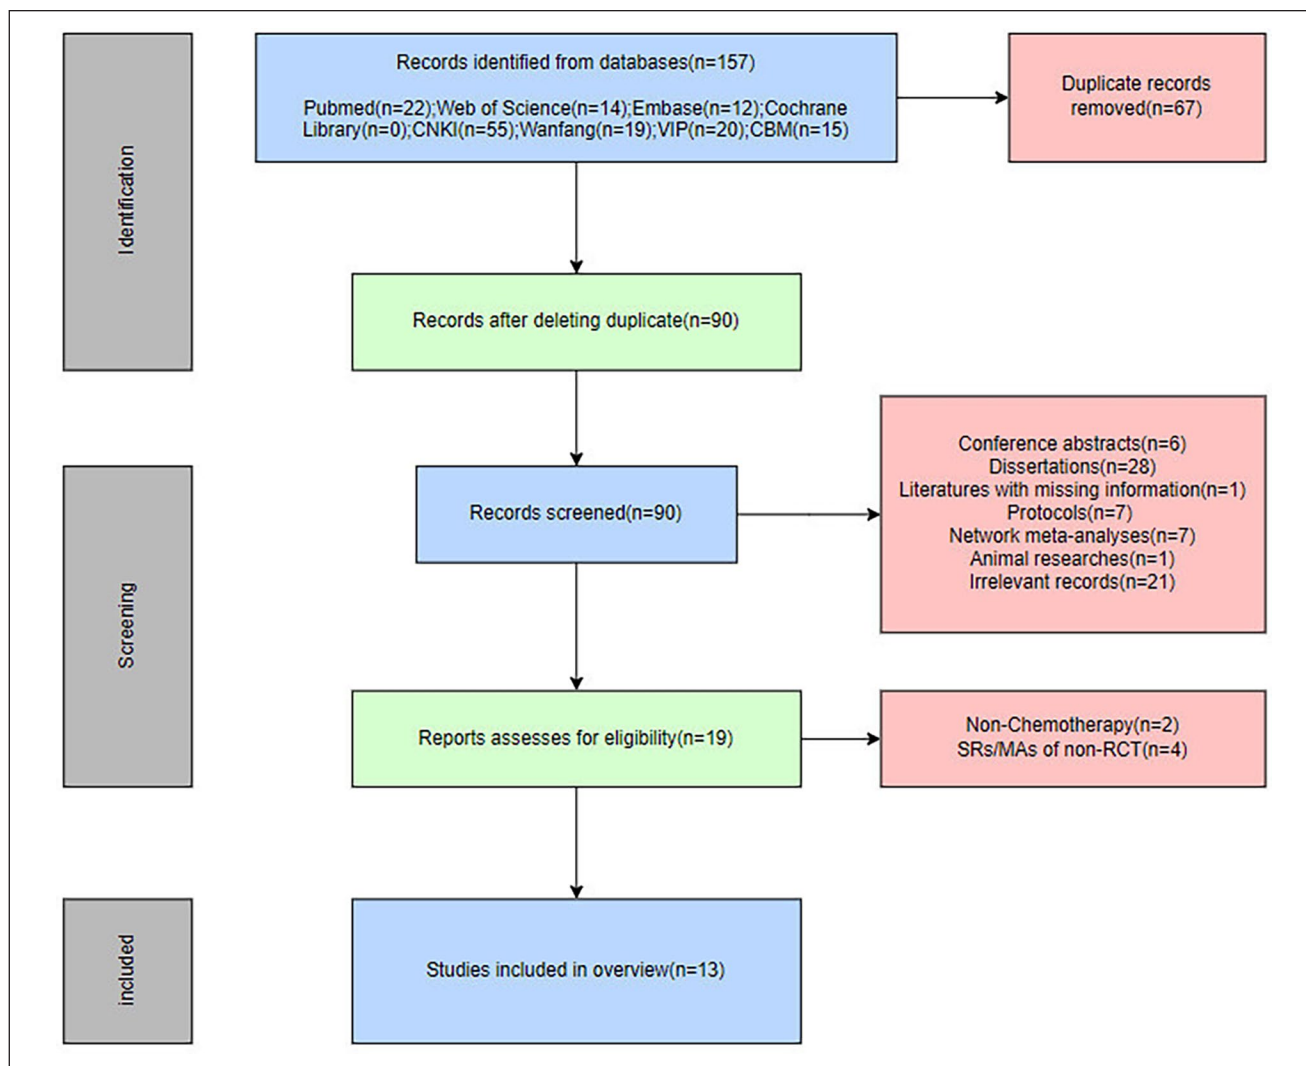 Identification
Records identified from databases(n=157)
Pubmed(n=22);Web of Science(n=14);Embase(n=12);Cochrane
Library(n=0);CNKI(n=55);Wanfang(n=19);VIP(n=20);CBM(n=15)
Duplicate records
removed(n=67)
Records after deleting duplicate(n=90)
Screening
Records screened(n=90)
Conference abstracts(n=6)
Dissertations(n=28)
Literatures with missing information(n=1)
Protocols(n=7)
Network meta-analyses(n=7)
Animal researches(n=1)
Irrelevant records(n=21)
Reports assesses for eligibility(n=19)
Non-Chemotherapy(n=2)
SRs/MAs of non-RCT(n=4)
included
Studies included in overview(n=13)